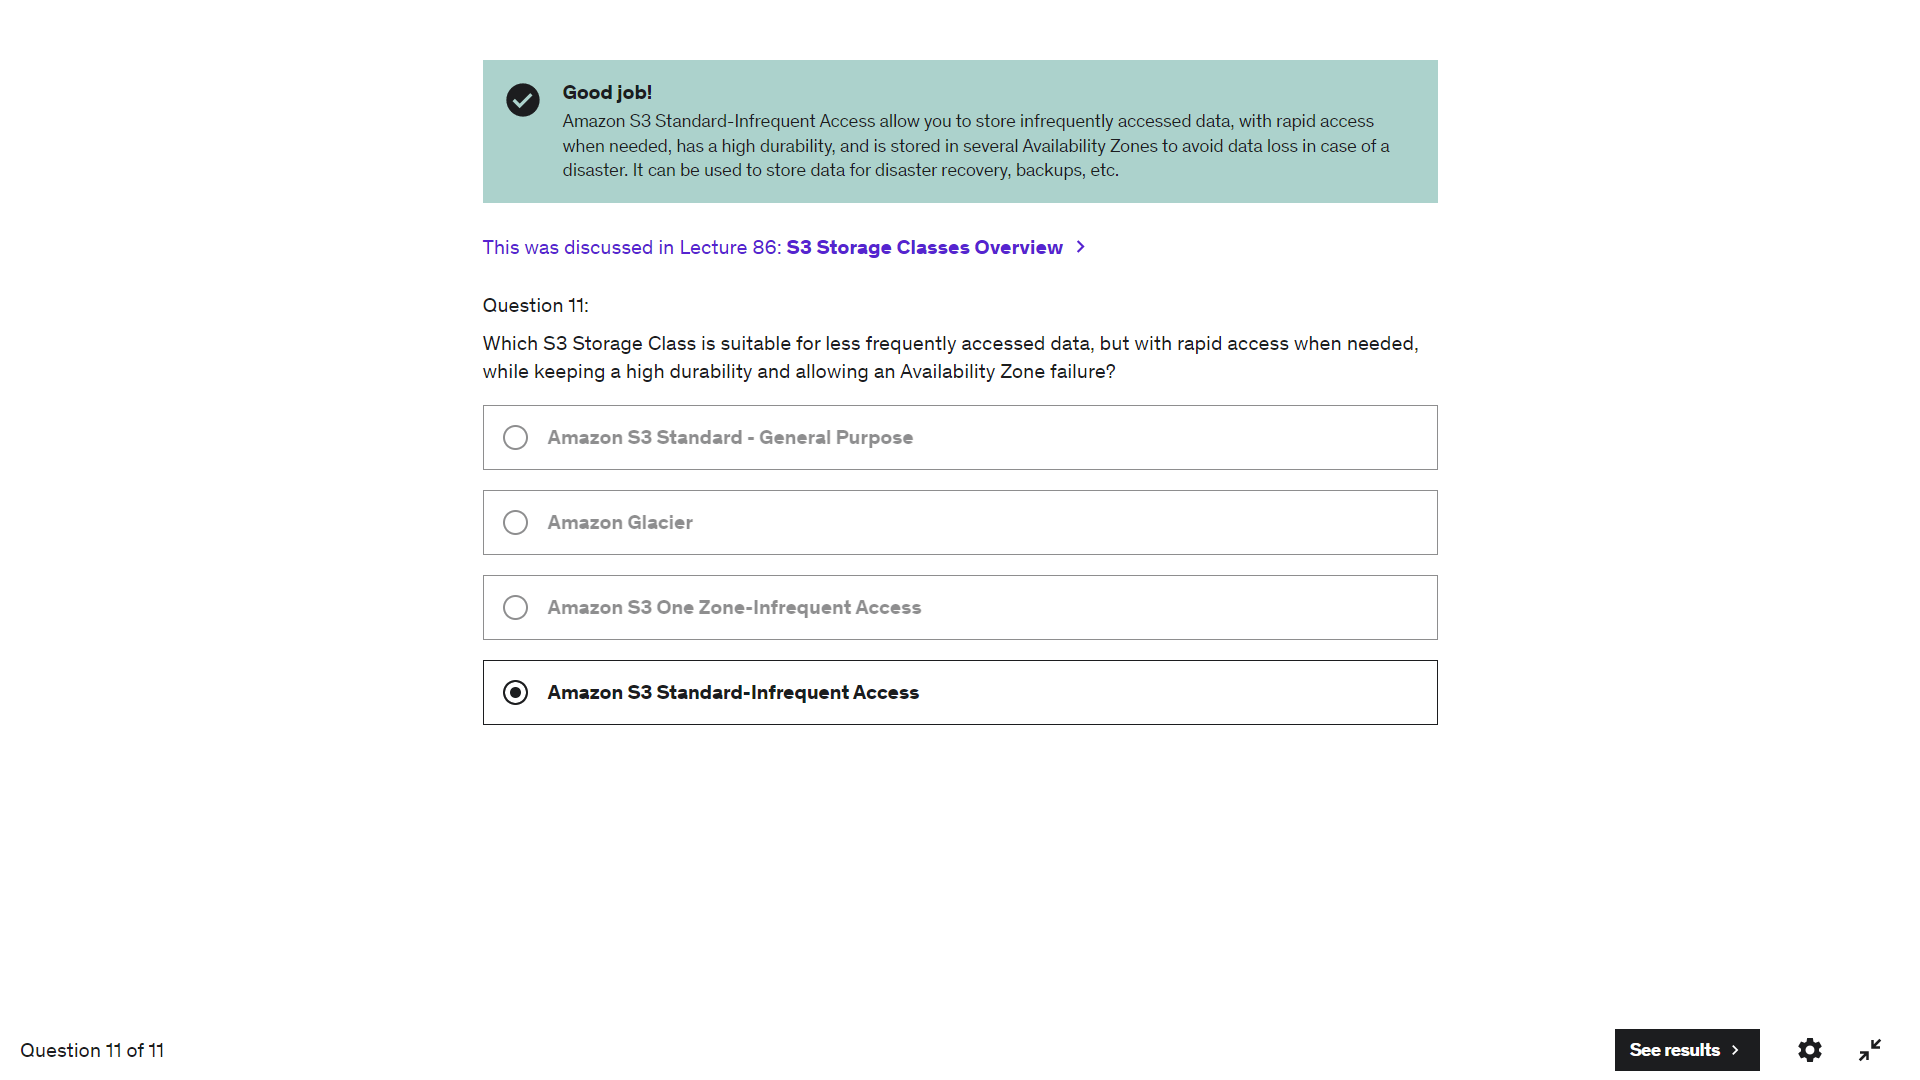 Good job!
Amazon S3 Standard-Infrequent Access allow you to store infrequently accessed data, with rapid access
when needed, has a high durability, and is stored in several Availability Zones to avoid data loss in case of a
disaster. It can be used to store data for disaster recovery, backups, etc.
This was discussed in Lecture 86: S3 Storage Classes Overview
Question 11:
Which S3 Storage Class is suitable for less frequently accessed data, but with rapid access when needed,
while keeping a high durability and allowing an Availability Zone failure?
Amazon S3 Standard - General Purpose
Amazon Glacier
Amazon S3 One Zone-Infrequent Access
Amazon S3 Standard-Infrequent Access
Question 11 of 11
See results